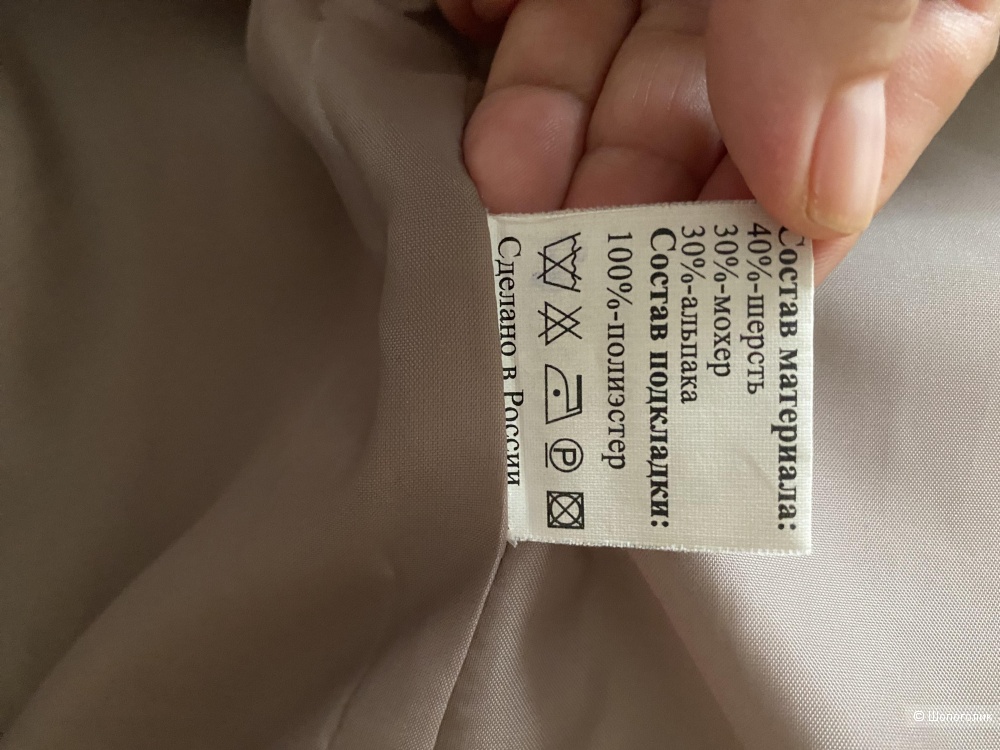 Состав материала:
40%-шерсть
30%-мохер
30%-альпака
Состав подкладки:
100%-полиэстер
P
Сделано в России
© Шопоголик